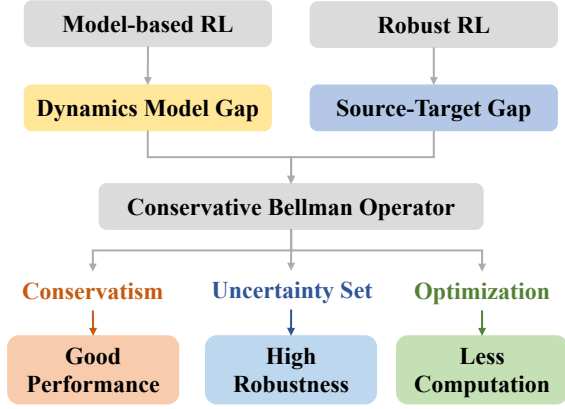 Model-based RL
Robust RL
Dynamics Model Gap
Source-Target Gap
Conservative Bellman Operator
Conservatism
Uncertainty Set
Optimization
Good
Performance
High
Robustness
Less
Computation